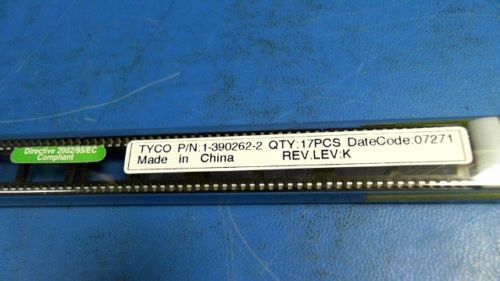 Directive 2002/95/EC
Compliant
TYCO P/N:1-390262-2 QTY:17PCS DateCode:07271
Made in China REV.LEV:K